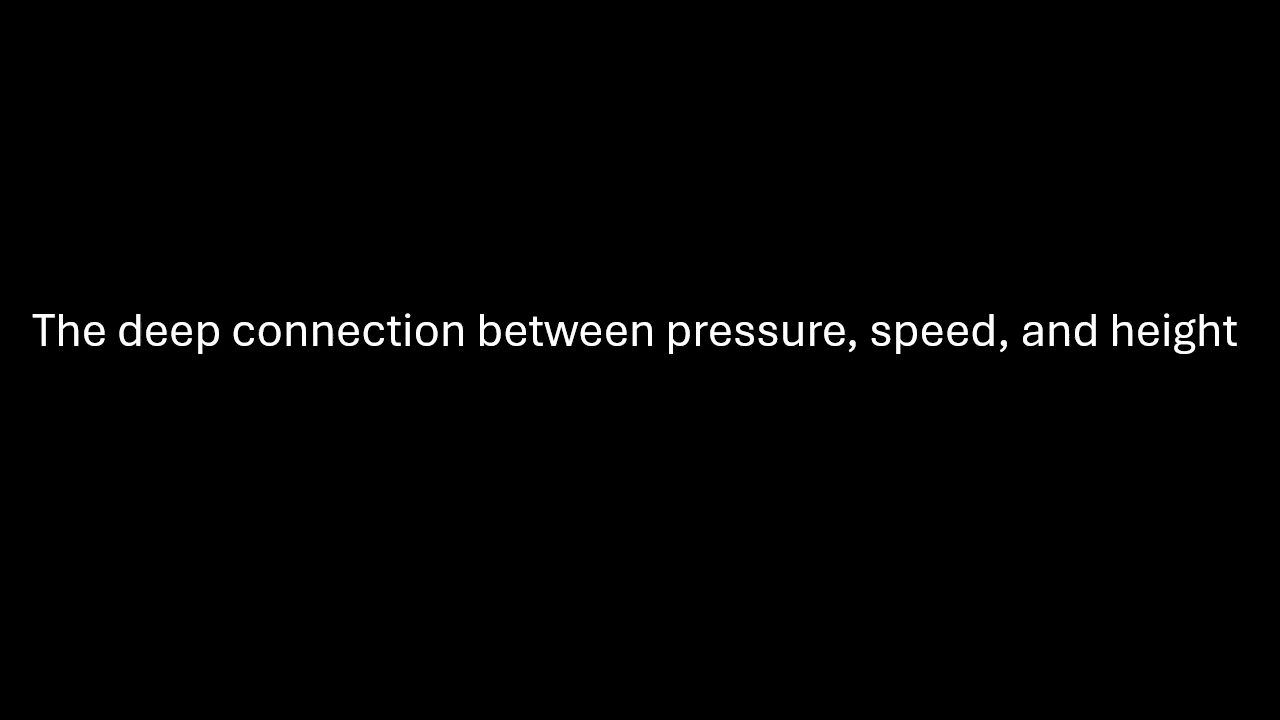 The deep connection between pressure, speed, and height